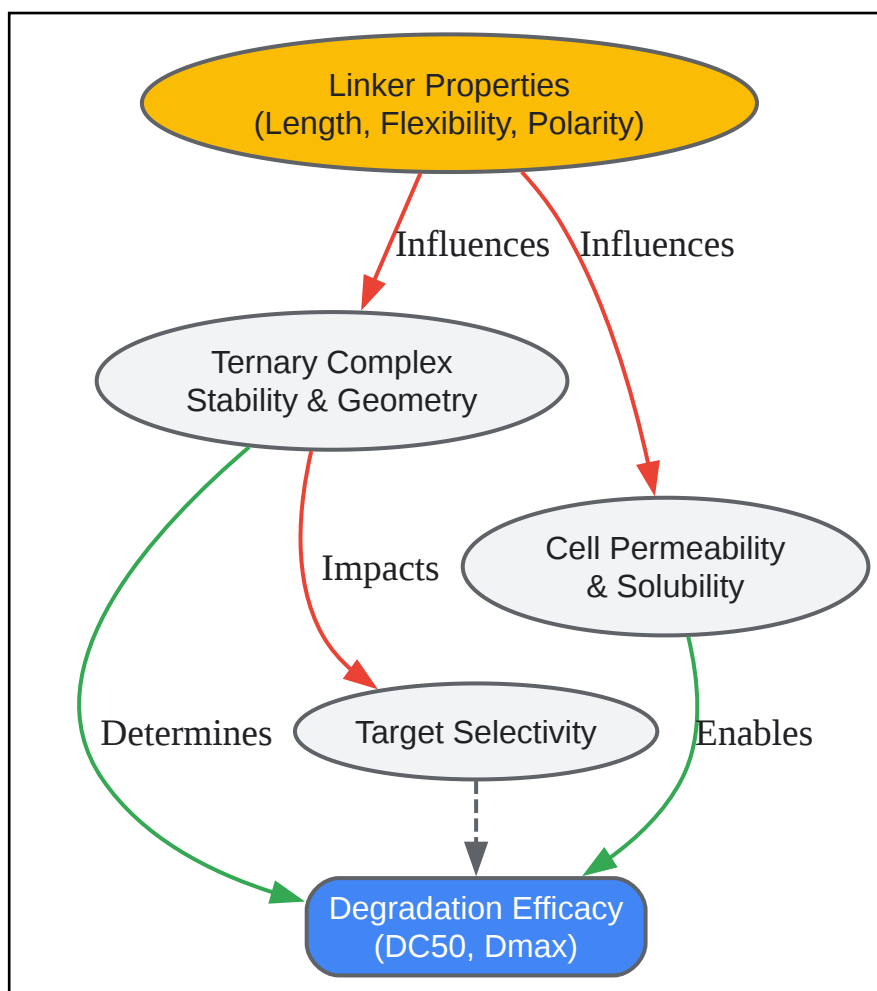 Linker Properties
(Length, Flexibility, Polarity)
Influences
Influences
Ternary Complex
Stability & Geometry
Cell Permeability
& Solubility
Impacts
Determines
Target Selectivity
Enables
Degradation Efficacy
(DC50, Dmax)